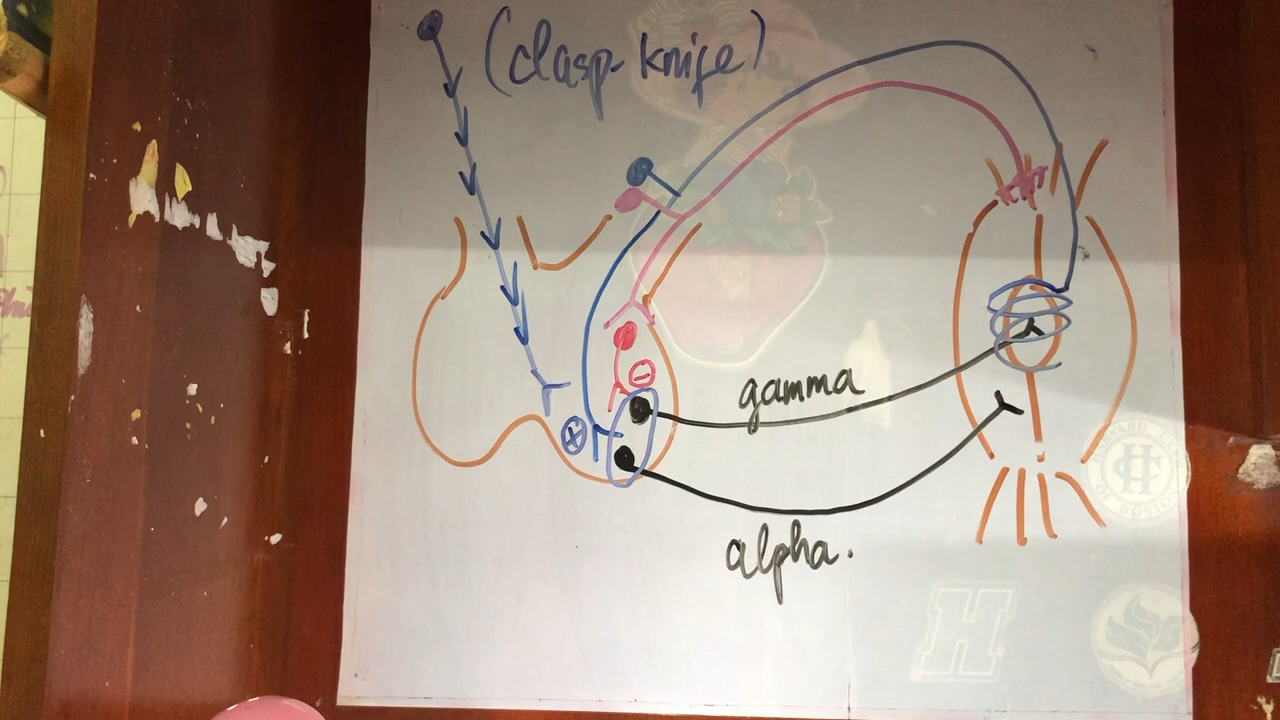 (clasp-knife)
⊖
gamma
⊕
alpha.
H